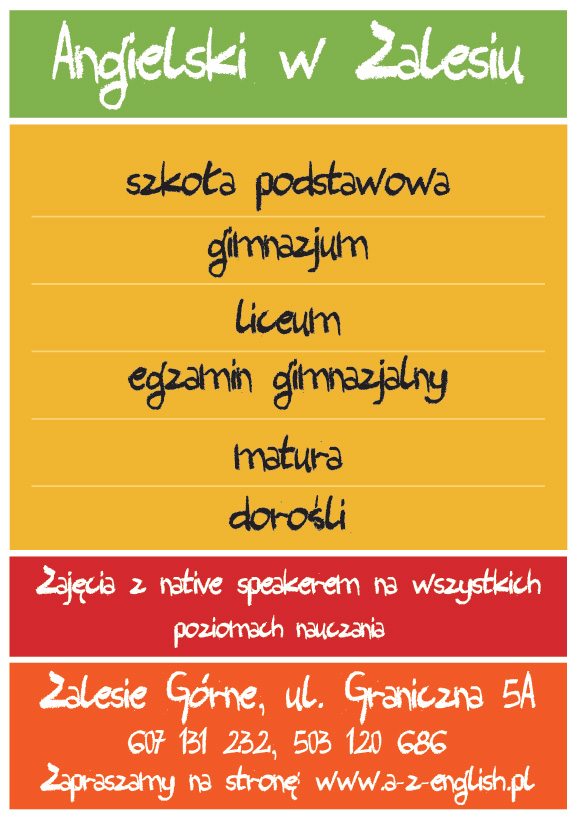 Angielski w Zalesiu
szkoła podstawowa
gimnazjum
liceum
egzamin gimnazjalny
matura
dorośli
Zajęcia z native speakerem na wszystkich
poziomach nauczania
Zalesie Górne, ul. Graniczna 5A
607 131 232, 503 120 686
Zapraszamy na stronę: www.a-z-english.pl